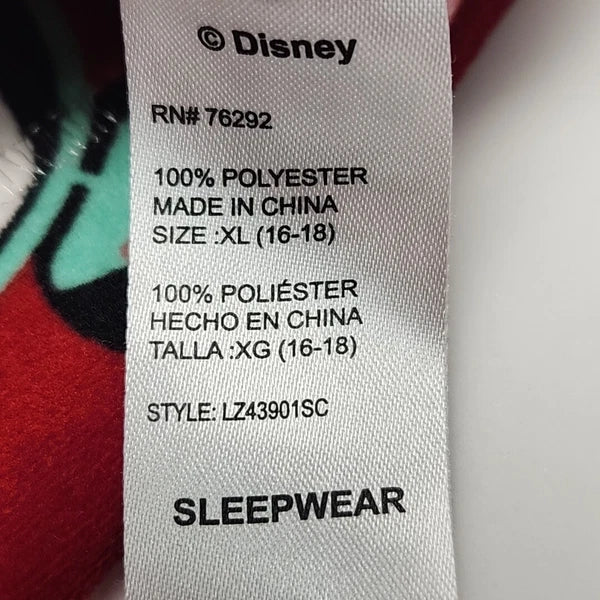 © Disney
RN# 76292
100% POLYESTER
MADE IN CHINA
SIZE :XL (16-18)
100% POLIÉSTER
HECHO EN CHINA
TALLA :XG (16-18)
STYLE: LZ43901SC
SLEEPWEAR